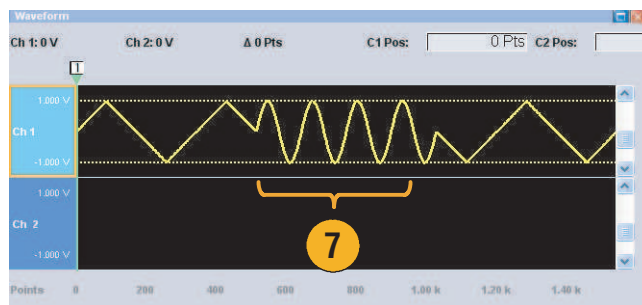 Waveform
Ch 1: 0 V Ch 2: 0 V Δ 0 Pts C1 Pos: 0 Pts C2 Pos:
1
1.000 V
Ch 1
-1.000 V
1.000 V
Ch 2
-1.000 V
7
Points 0 200 400 600 800 1.00 k 1.20 k 1.40 k